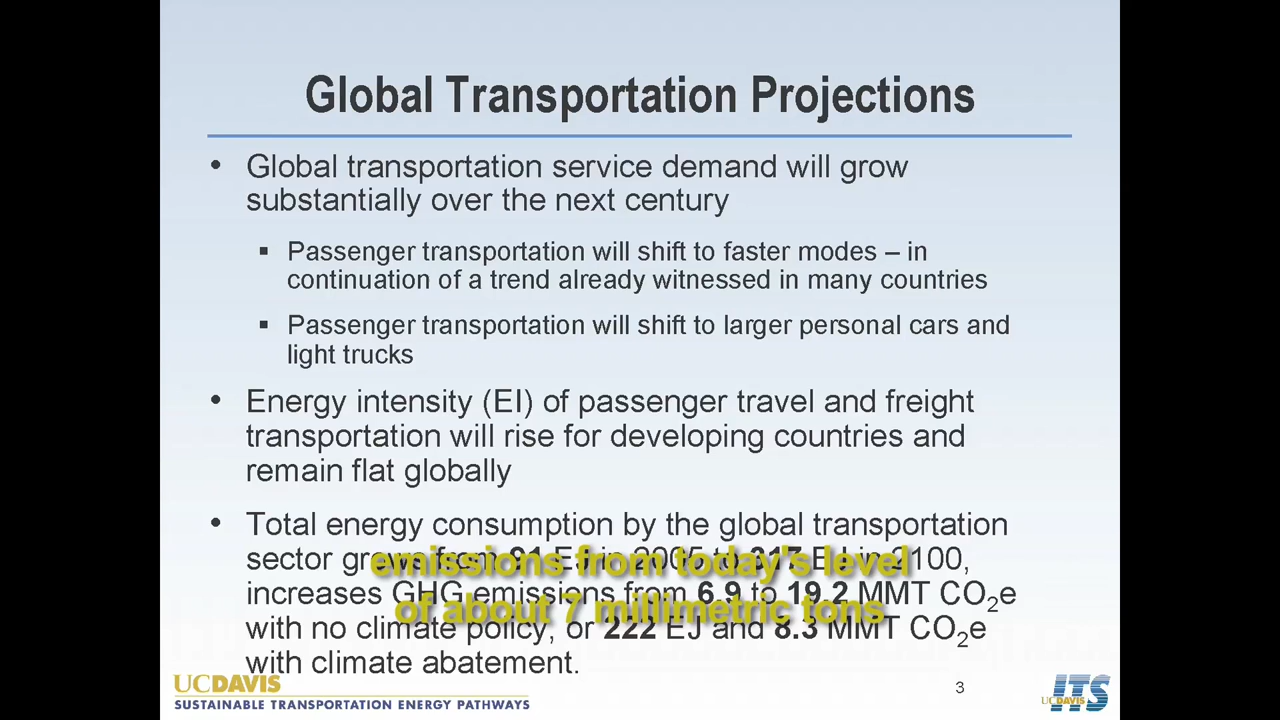 Global Transportation Projections
• Global transportation service demand will grow
substantially over the next century
▪ Passenger transportation will shift to faster modes – in
continuation of a trend already witnessed in many countries
▪ Passenger transportation will shift to larger personal cars and
light trucks
• Energy intensity (EI) of passenger travel and freight
transportation will rise for developing countries and
remain flat globally
• Total energy consumption by the global transportation
sector grows from 91 EJ in 2005 to 317 EJ in 2100,
emissions from today's level
increases GHG emissions from 6.9 to 19.2 MMT CO2e
of about 7 millimetric tons
with no climate policy, or 222 EJ and 8.3 MMT CO2e
with climate abatement.
UCDAVIS
SUSTAINABLE TRANSPORTATION ENERGY PATHWAYS
3
UCDAVIS ITS